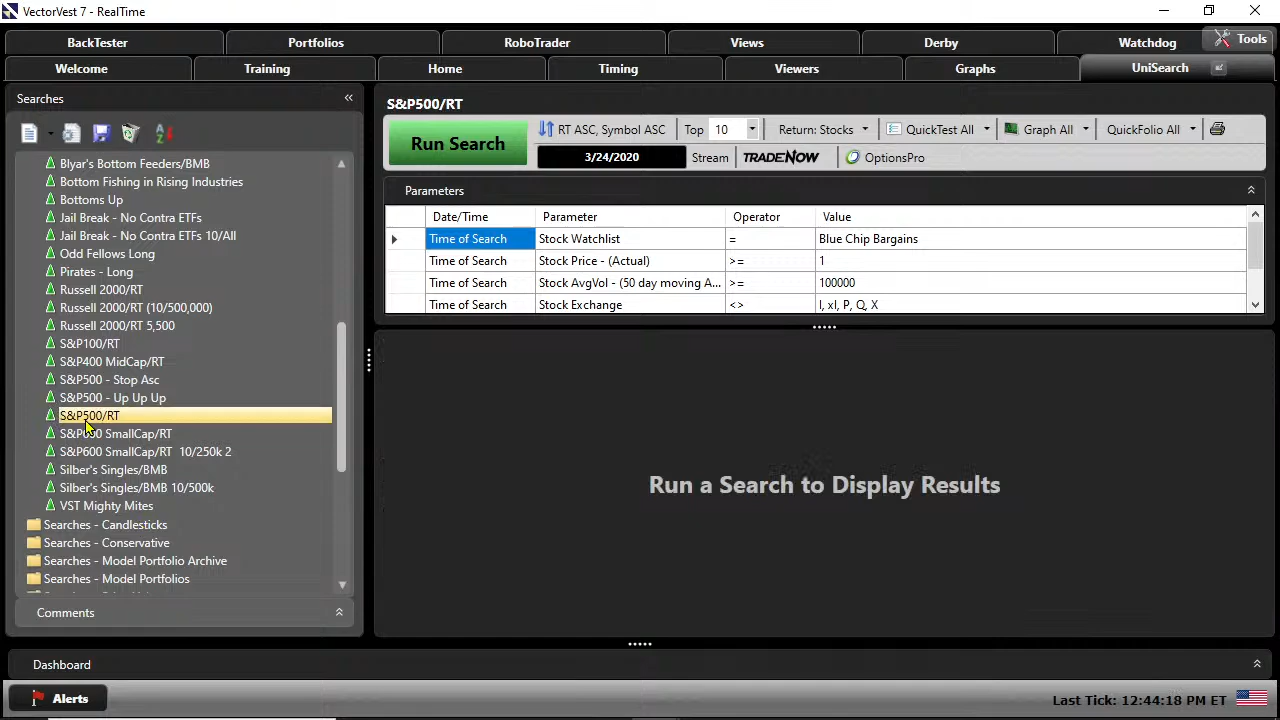 VectorVest 7 - RealTime
BackTester
Portfolios
RoboTrader
Views
Derby
Watchdog
Tools
Welcome
Training
Home
Timing
Viewers
Graphs
UniSearch
Searches
Blyar's Bottom Feeders/BMB
Bottom Fishing in Rising Industries
Bottoms Up
Jail Break - No Contra ETFs
Jail Break - No Contra ETFs 10/All
Odd Fellows Long
Pirates - Long
Russell 2000/RT
Russell 2000/RT (10/500,000)
Russell 2000/RT 5,500
S&P100/RT
S&P400 MidCap/RT
S&P500 - Stop Asc
S&P500 - Up Up Up
S&P500/RT
S&P600 SmallCap/RT
S&P600 SmallCap/RT 10/250k 2
Silber's Singles/BMB
Silber's Singles/BMB 10/500k
VST Mighty Mites
Searches - Candlesticks
Searches - Conservative
Searches - Model Portfolio Archive
Searches - Model Portfolios
Comments
S&P500/RT
Run Search
RT ASC, Symbol ASC
Top 10
Return: Stocks
QuickTest All
Graph All
QuickFolio All
3/24/2020
Stream
TRADENOW
OptionsPro
Parameters
Date/Time Parameter Operator Value
Time of Search Stock Watchlist = Blue Chip Bargains
Time of Search Stock Price - (Actual) >= 1
Time of Search Stock AvgVol - (50 day moving A... >= 100000
Time of Search Stock Exchange <> I, xI, P, Q, X
Run a Search to Display Results
Dashboard
Alerts
Last Tick: 12:44:18 PM ET